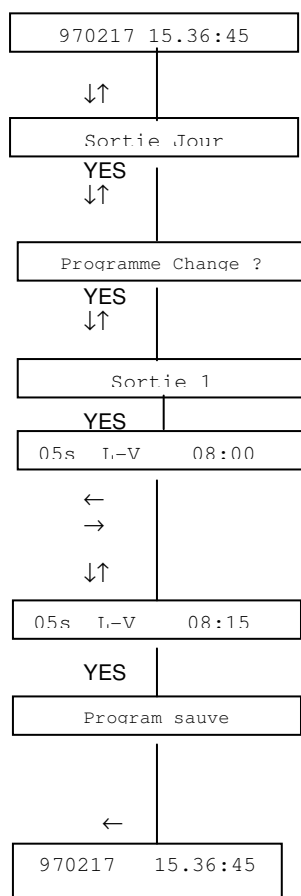 970217 15.36:45
↓↑
Sortie Jour
YES
↓↑
Programme Change ?
YES
↓↑
Sortie 1
YES
05s L-V 08:00
←
→
↓↑
05s L-V 08:15
YES
Program sauve
←
970217 15.36:45